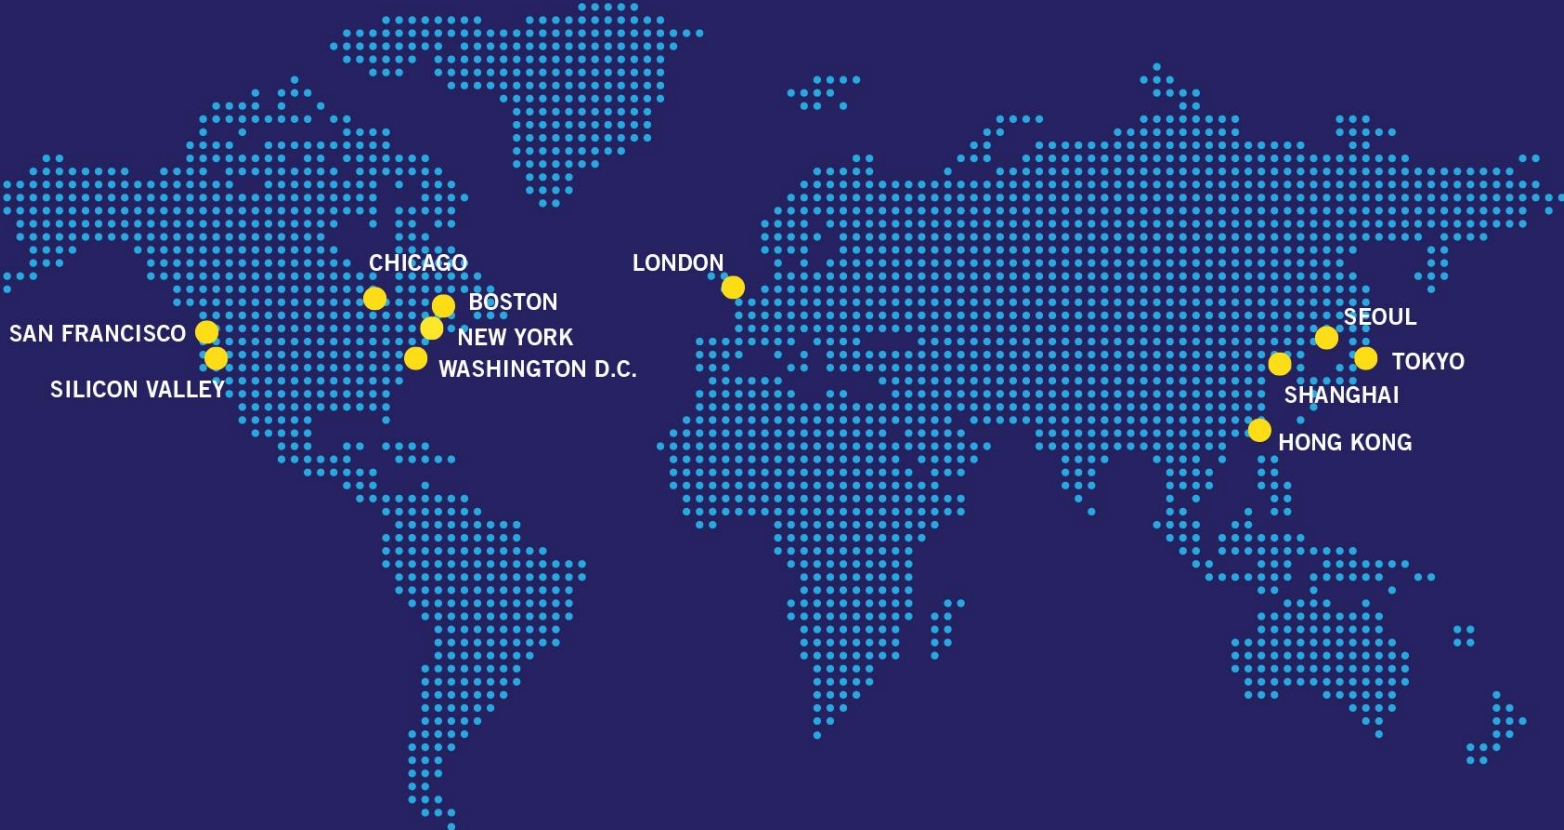 CHICAGO
LONDON
BOSTON
SEOUL
SAN FRANCISCO
NEW YORK
TOKYO
WASHINGTON D.C.
SILICON VALLEY
SHANGHAI
HONG KONG